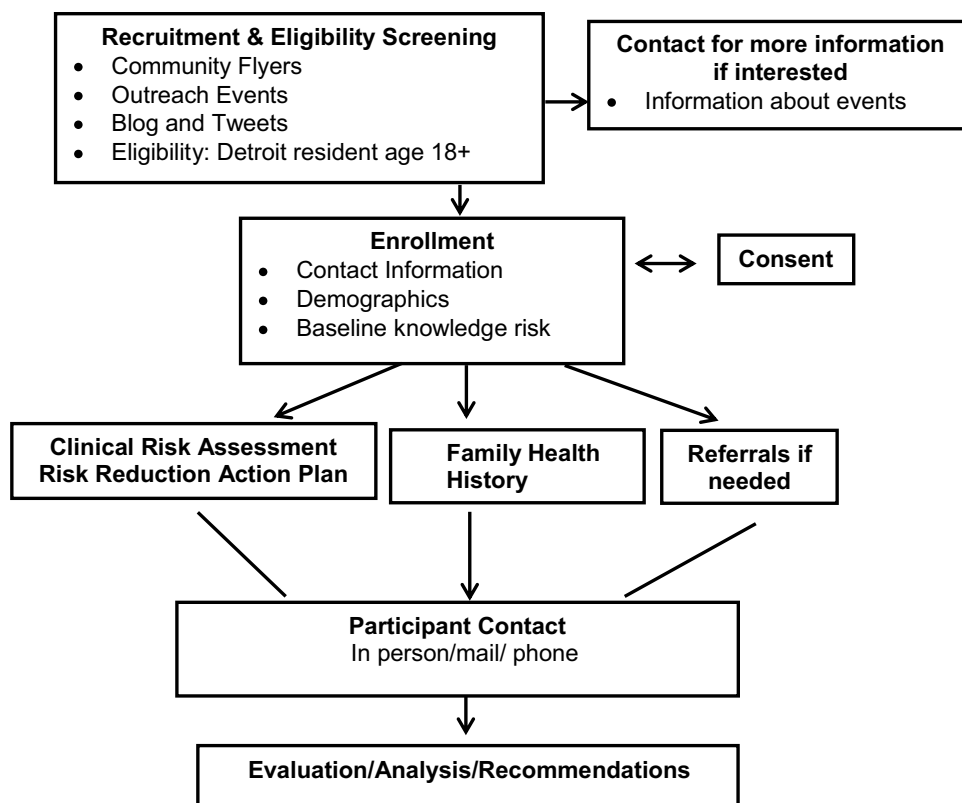 Recruitment & Eligibility Screening
• Community Flyers
• Outreach Events
• Blog and Tweets
• Eligibility: Detroit resident age 18+
Contact for more information
if interested
• Information about events
Enrollment
• Contact Information
• Demographics
• Baseline knowledge risk
Consent
Clinical Risk Assessment
Risk Reduction Action Plan
Family Health
History
Referrals if
needed
Participant Contact
In person/mail/ phone
Evaluation/Analysis/Recommendations